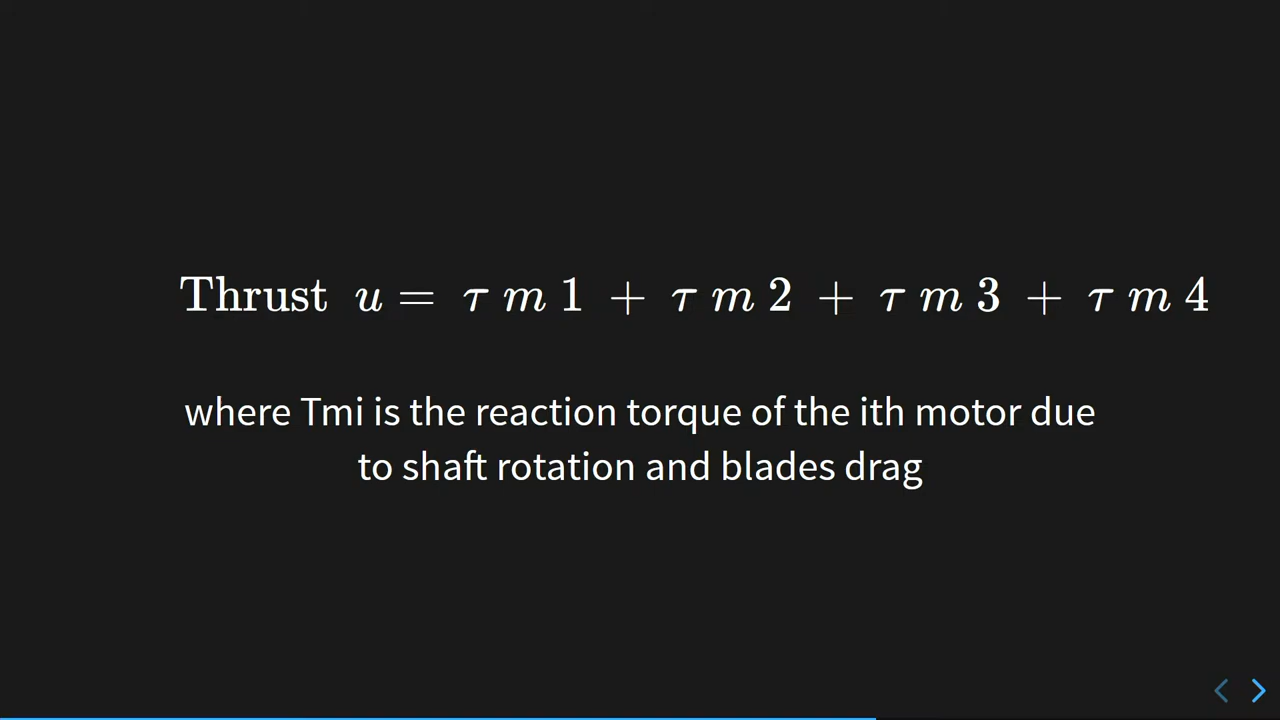 Thrust u = τ m 1 + τ m 2 + τ m 3 + τ m 4
where Tmi is the reaction torque of the ith motor due
to shaft rotation and blades drag